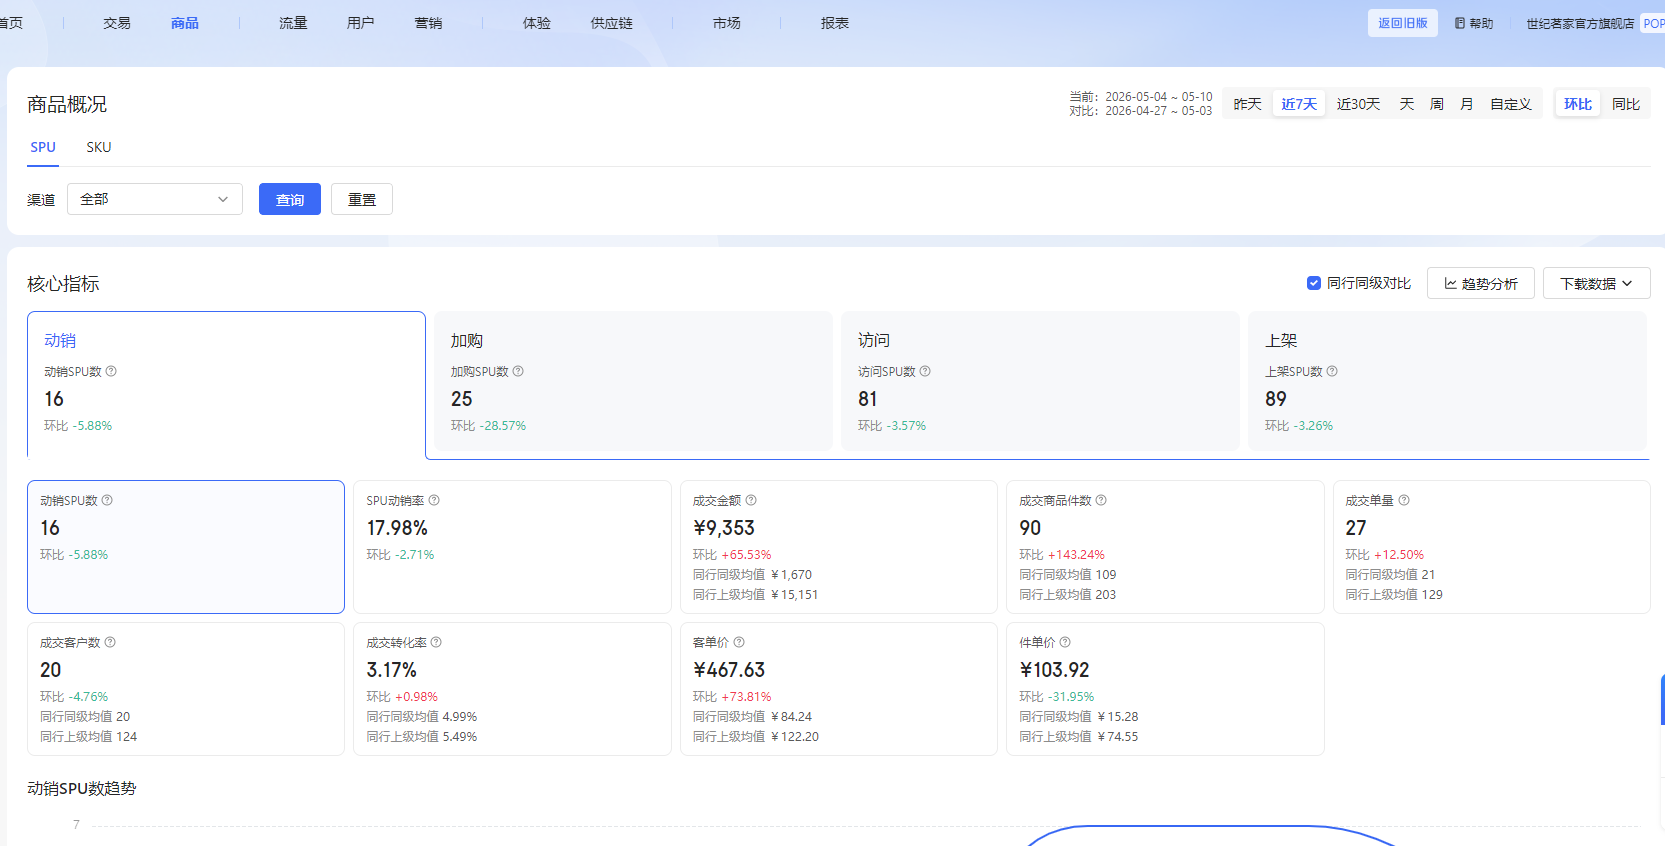 首页 交易 商品 流量 用户 营销 体验 供应链 市场 报表 返回旧版 帮助 世纪茗家官方旗舰店 POP
商品概况
当前: 2026-05-04 ~ 05-10
对比: 2026-04-27 ~ 05-03
昨天 近7天 近30天 天 周 月 自定义 环比 同比
SPU SKU
渠道 全部 查询 重置
核心指标
同行同级对比 趋势分析 下载数据
动销 加购 访问 上架
动销SPU数 加购SPU数 访问SPU数 上架SPU数
16 25 81 89
环比 -5.88% 环比 -28.57% 环比 -3.57% 环比 -3.26%
动销SPU数 SPU动销率 成交金额 成交商品件数 成交单量
16 17.98% ¥9,353 90 27
环比 -5.88% 环比 -2.71% 环比 +65.53% 环比 +143.24% 环比 +12.50%
同行同级均值 ¥1,670 同行同级均值 109 同行同级均值 21
同行上级均值 ¥15,151 同行上级均值 203 同行上级均值 129
成交客户数 成交转化率 客单价 件单价
20 3.17% ¥467.63 ¥103.92
环比 -4.76% 环比 +0.98% 环比 +73.81% 环比 -31.95%
同行同级均值 20 同行同级均值 4.99% 同行同级均值 ¥84.24 同行同级均值 ¥15.28
同行上级均值 124 同行上级均值 5.49% 同行上级均值 ¥122.20 同行上级均值 ¥74.55
动销SPU数趋势
7